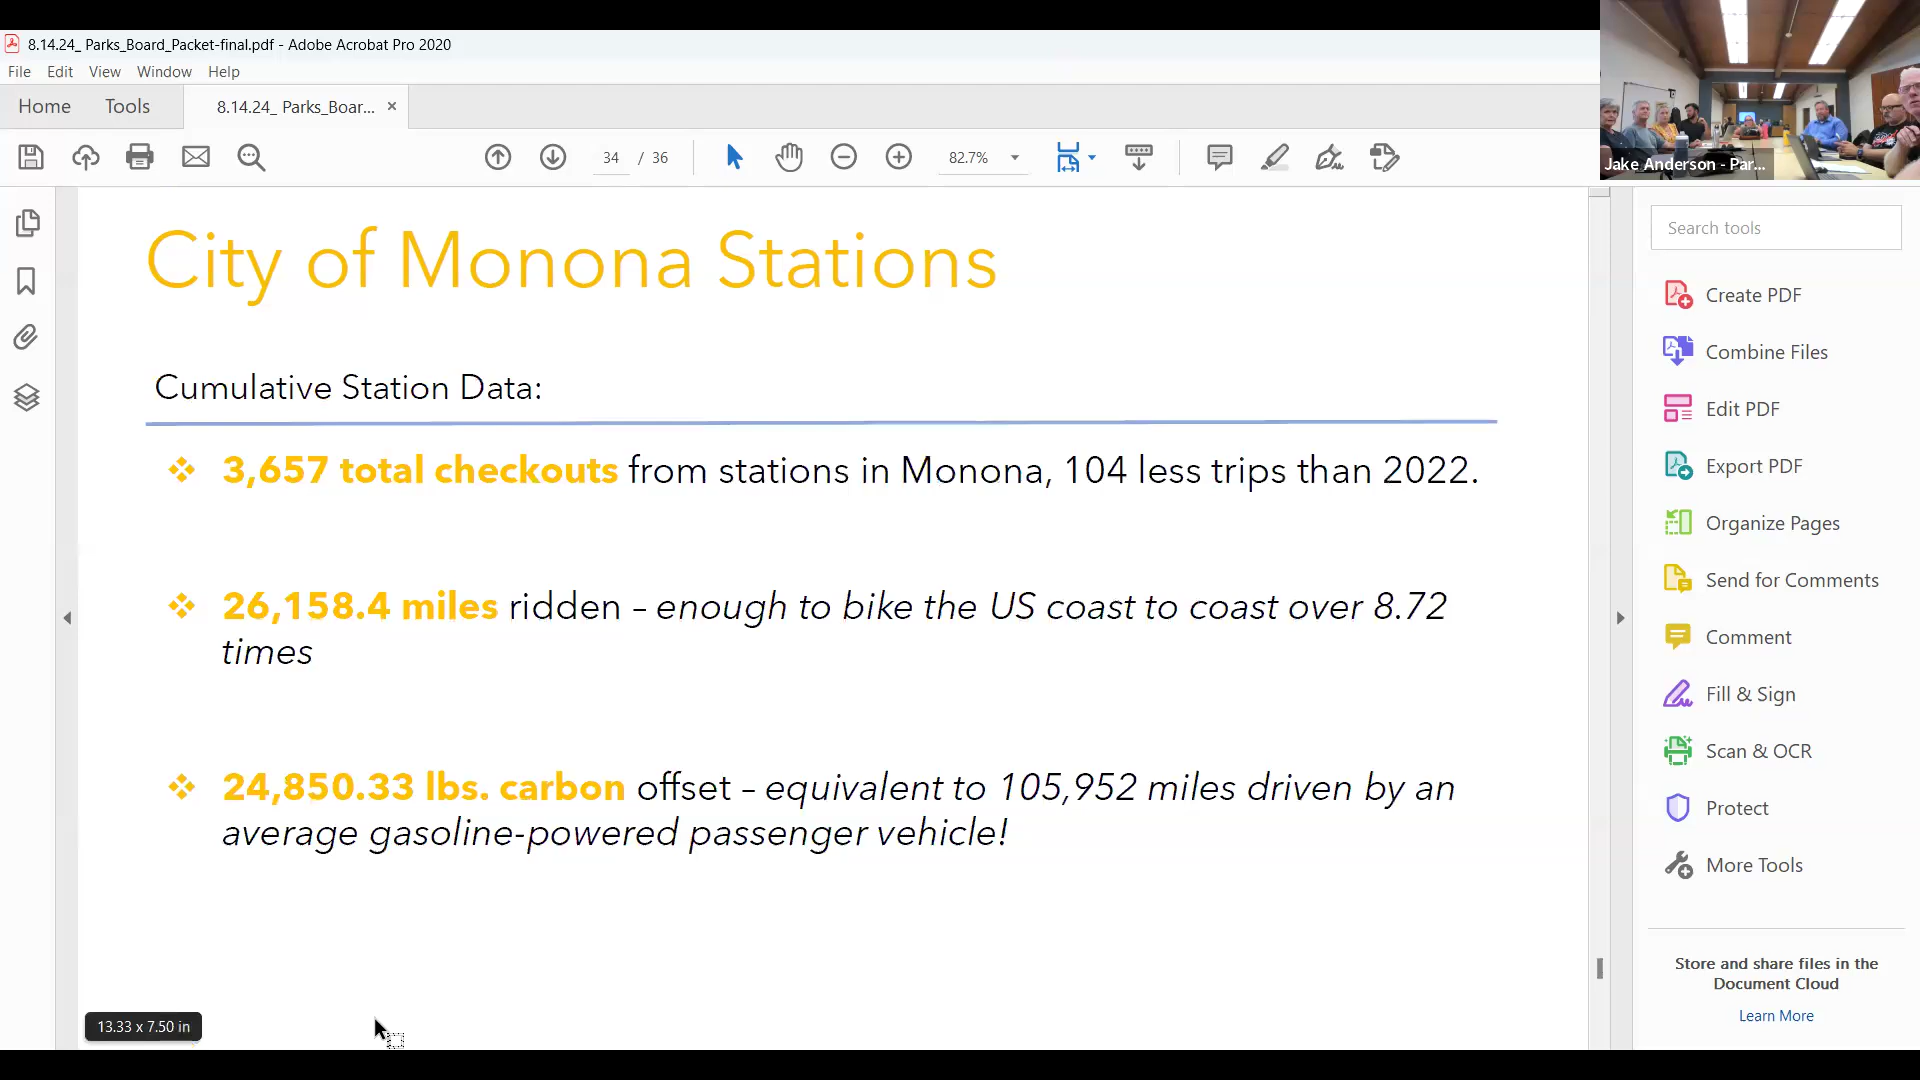 8.14.24_ Parks_Board_Packet-final.pdf - Adobe Acrobat Pro 2020
File Edit View Window Help
Home Tools 8.14.24_ Parks_Boar... ×
34 / 36 82.7%
Jake Anderson - Par...
City of Monona Stations
Cumulative Station Data:
❖ 3,657 total checkouts from stations in Monona, 104 less trips than 2022.
❖ 26,158.4 miles ridden – enough to bike the US coast to coast over 8.72
times
❖ 24,850.33 lbs. carbon offset – equivalent to 105,952 miles driven by an
average gasoline-powered passenger vehicle!
13.33 x 7.50 in
Search tools
Create PDF
Combine Files
Edit PDF
Export PDF
Organize Pages
Send for Comments
Comment
Fill & Sign
Scan & OCR
Protect
More Tools
Store and share files in the
Document Cloud
Learn More